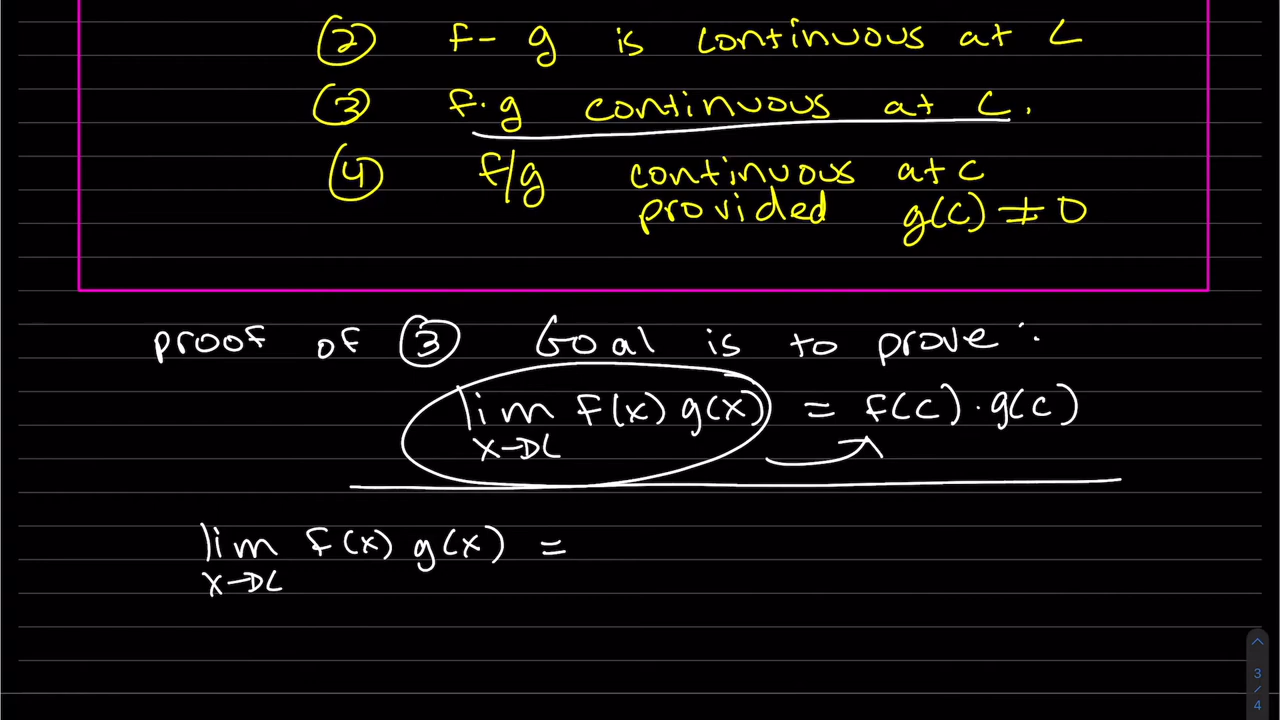 ② f- g is continuous at c
③ f·g continuous at c.
④ f/g continuous at c
provided g(c) ≠ 0
proof of ③ Goal is to prove:
lim f(x) g(x) = f(c)·g(c)
x→c
lim f(x) g(x) =
x→c
3
/
4